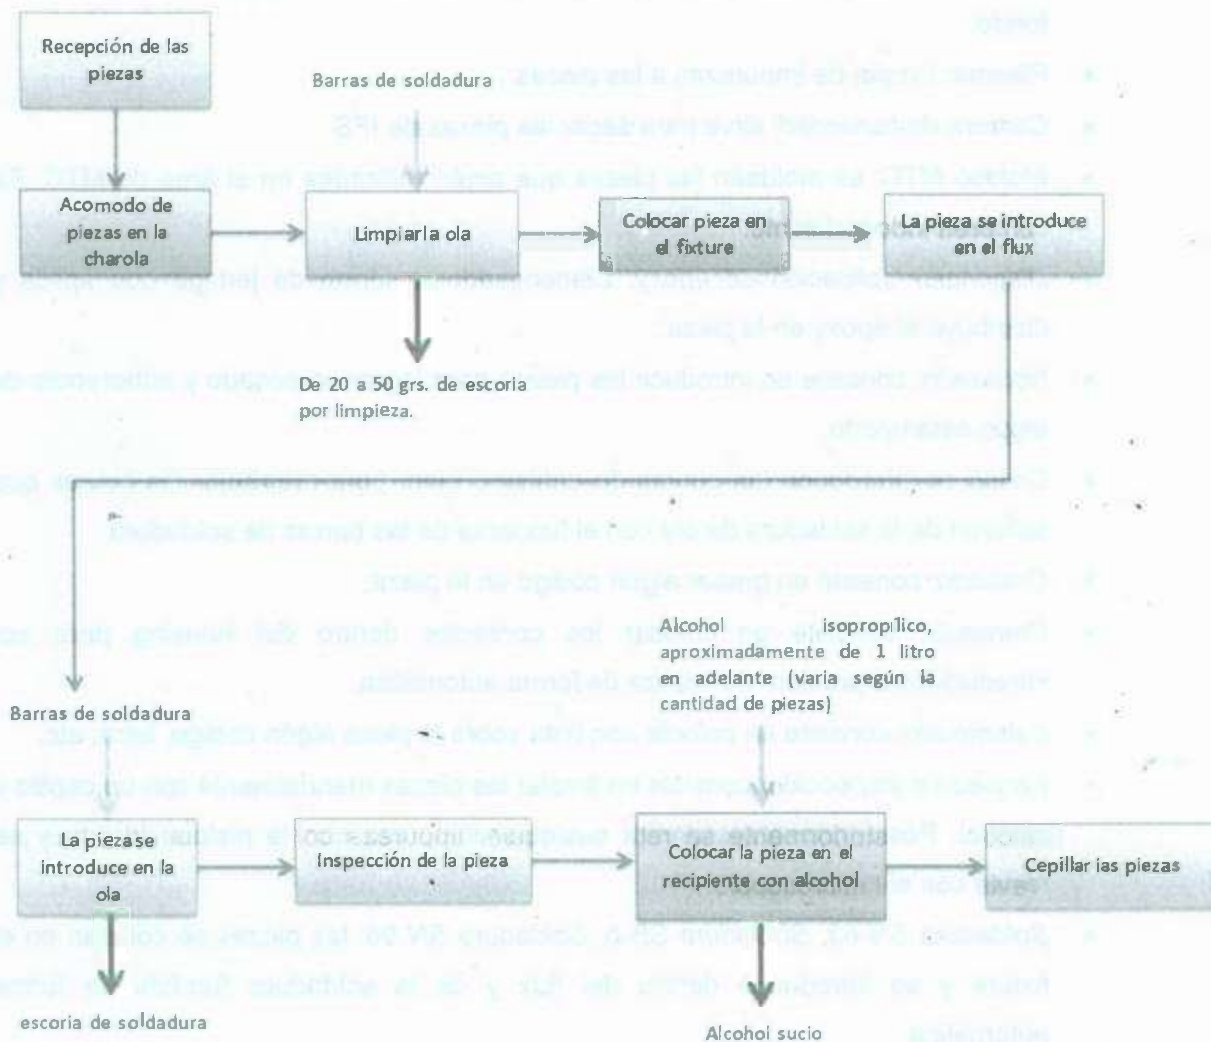 Recepción de las
piezas
Barras de soldadura
Acomodo de
piezas en la
charola
Limpiar la ola
Colocar pieza en
el fixture
La pieza se introduce
en el flux
De 20 a 50 grs. de escoria
por limpieza.
Alcohol isopropílico,
aproximadamente de 1 litro
en adelante (varia según la
cantidad de piezas)
Barras de soldadura
La pieza se
introduce en la
ola
Inspección de la pieza
Colocar la pieza en el
recipiente con alcohol
Cepillar las piezas
escoria de soldadura
Alcohol sucio